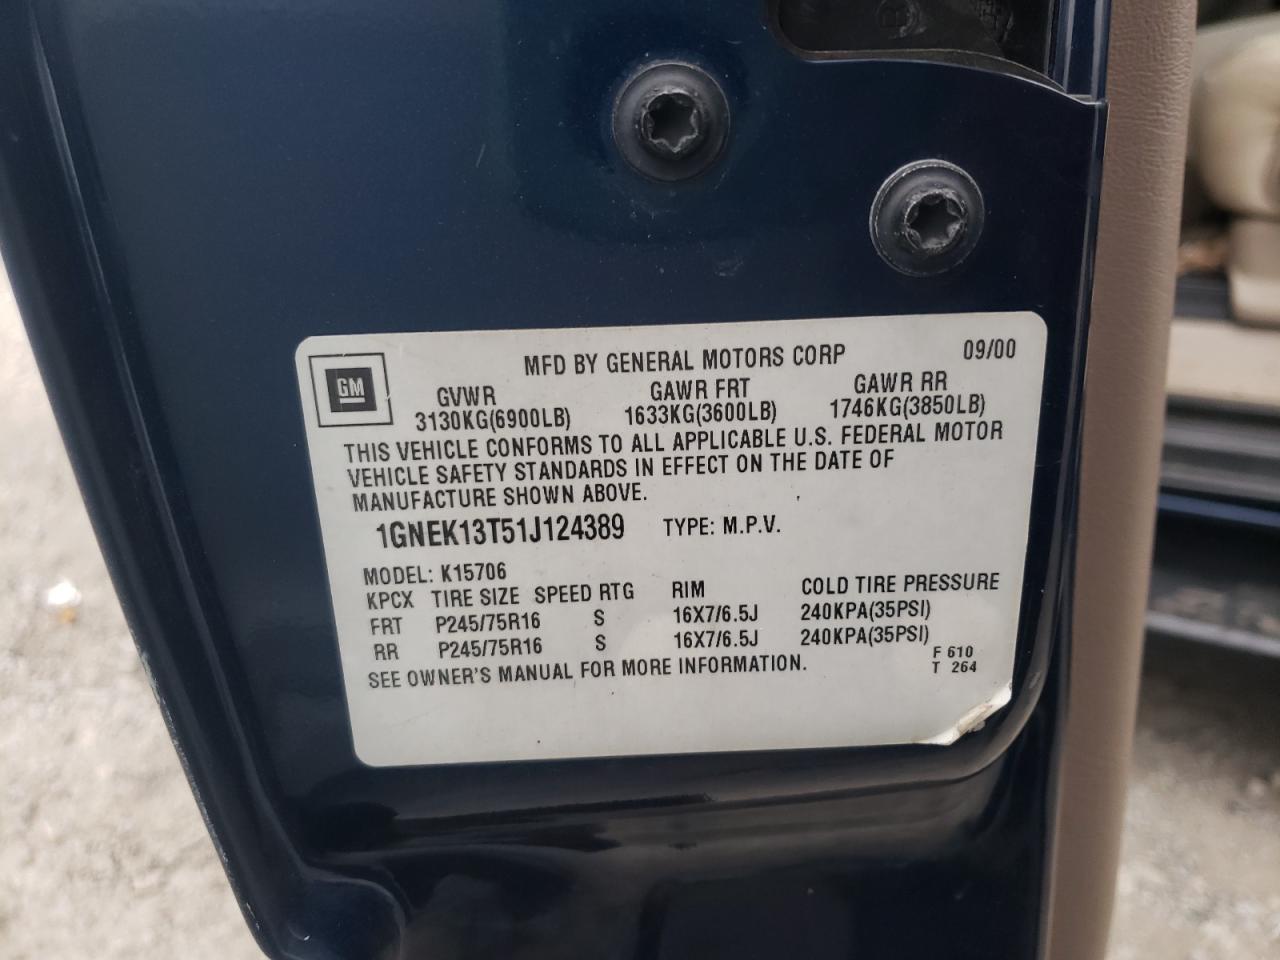 MFD BY GENERAL MOTORS CORP 09/00
GM
GVWR GAWR FRT GAWR RR
3130KG(6900LB) 1633KG(3600LB) 1746KG(3850LB)
THIS VEHICLE CONFORMS TO ALL APPLICABLE U.S. FEDERAL MOTOR
VEHICLE SAFETY STANDARDS IN EFFECT ON THE DATE OF
MANUFACTURE SHOWN ABOVE.
1GNEK13T51J124389 TYPE: M.P.V.
MODEL: K15706
KPCX TIRE SIZE SPEED RTG RIM COLD TIRE PRESSURE
FRT P245/75R16 S 16X7/6.5J 240KPA(35PSI)
RR P245/75R16 S 16X7/6.5J 240KPA(35PSI)
SEE OWNER'S MANUAL FOR MORE INFORMATION.
F 610
T 264